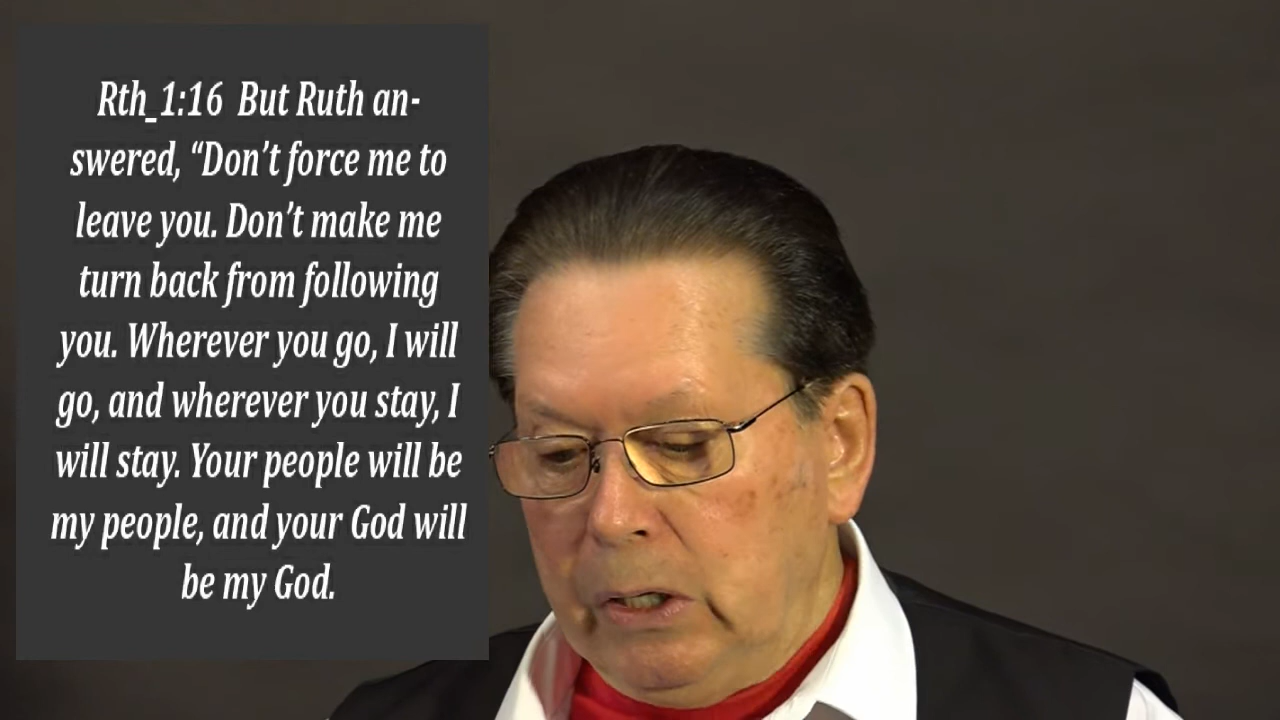 Rth_1:16  But Ruth an-
swered, “Don’t force me to
leave you. Don’t make me
turn back from following
you. Wherever you go, I will
go, and wherever you stay, I
will stay. Your people will be
my people, and your God will
be my God.